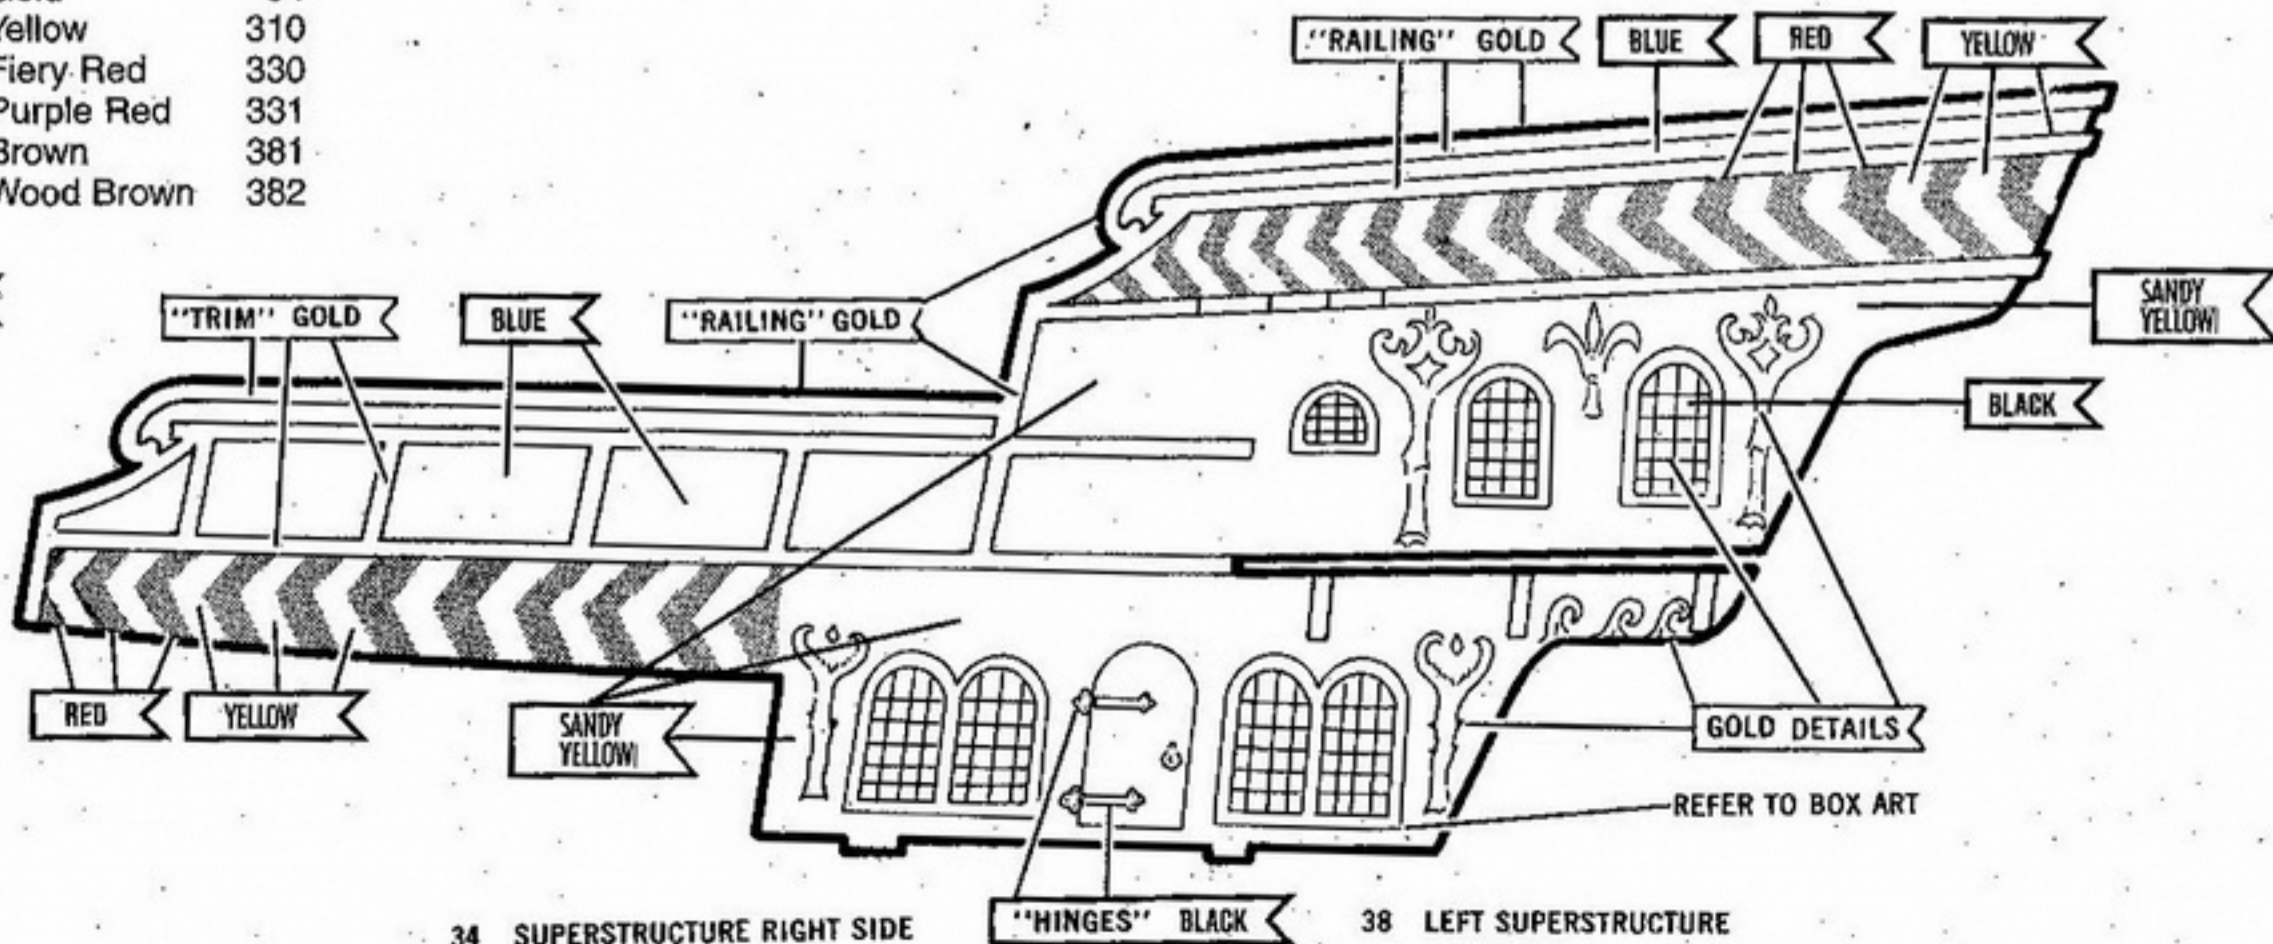 Yellow 310
Fiery Red 330
Purple Red 331
Brown 381
Wood Brown 382
"RAILING" GOLD
BLUE
RED
YELLOW
"TRIM" GOLD
BLUE
"RAILING" GOLD
SANDY
YELLOW
BLACK
RED
YELLOW
SANDY
YELLOW
GOLD DETAILS
REFER TO BOX ART
"HINGES" BLACK
34 SUPERSTRUCTURE RIGHT SIDE
38 LEFT SUPERSTRUCTURE